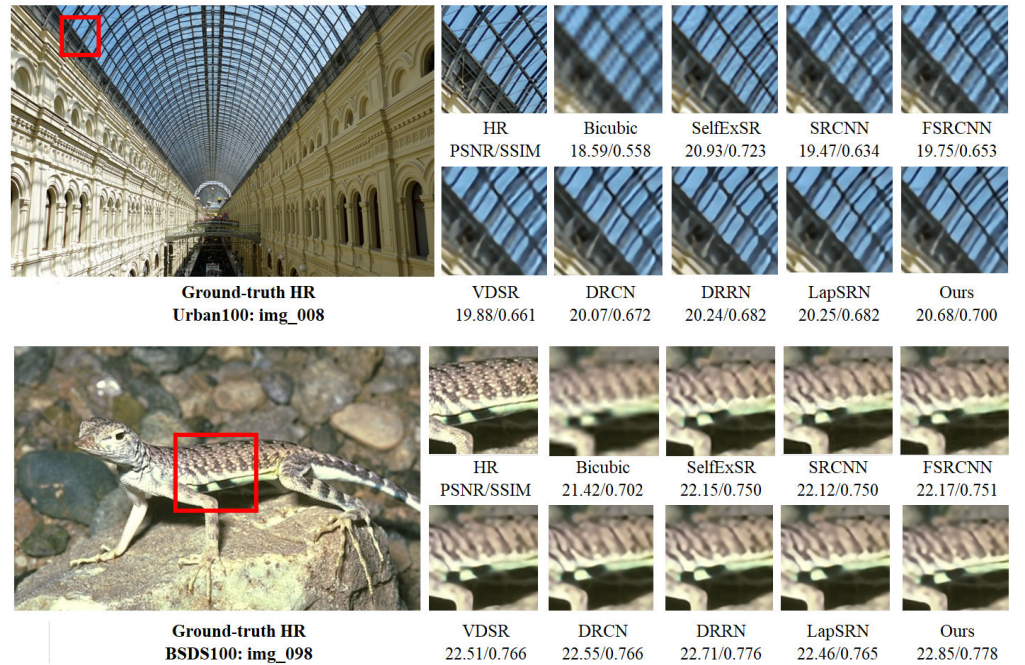 HR Bicubic SelfExSR SRCNN FSRCNN
PSNR/SSIM 18.59/0.558 20.93/0.723 19.47/0.634 19.75/0.653
Ground-truth HR
Urban100: img_008
VDSR DRCN DRRN LapSRN Ours
19.88/0.661 20.07/0.672 20.24/0.682 20.25/0.682 20.68/0.700
HR Bicubic SelfExSR SRCNN FSRCNN
PSNR/SSIM 21.42/0.702 22.15/0.750 22.12/0.750 22.17/0.751
Ground-truth HR
BSDS100: img_098
VDSR DRCN DRRN LapSRN Ours
22.51/0.766 22.55/0.766 22.71/0.776 22.46/0.765 22.85/0.778